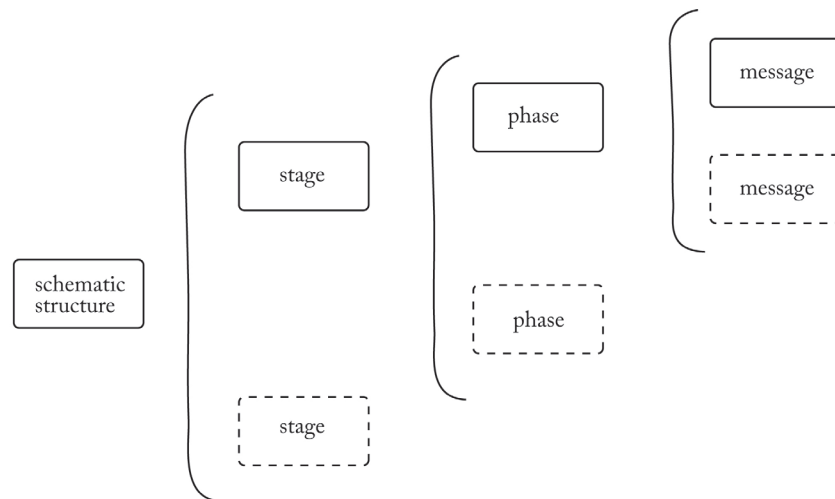 schematic
structure
stage
stage
phase
phase
message
message